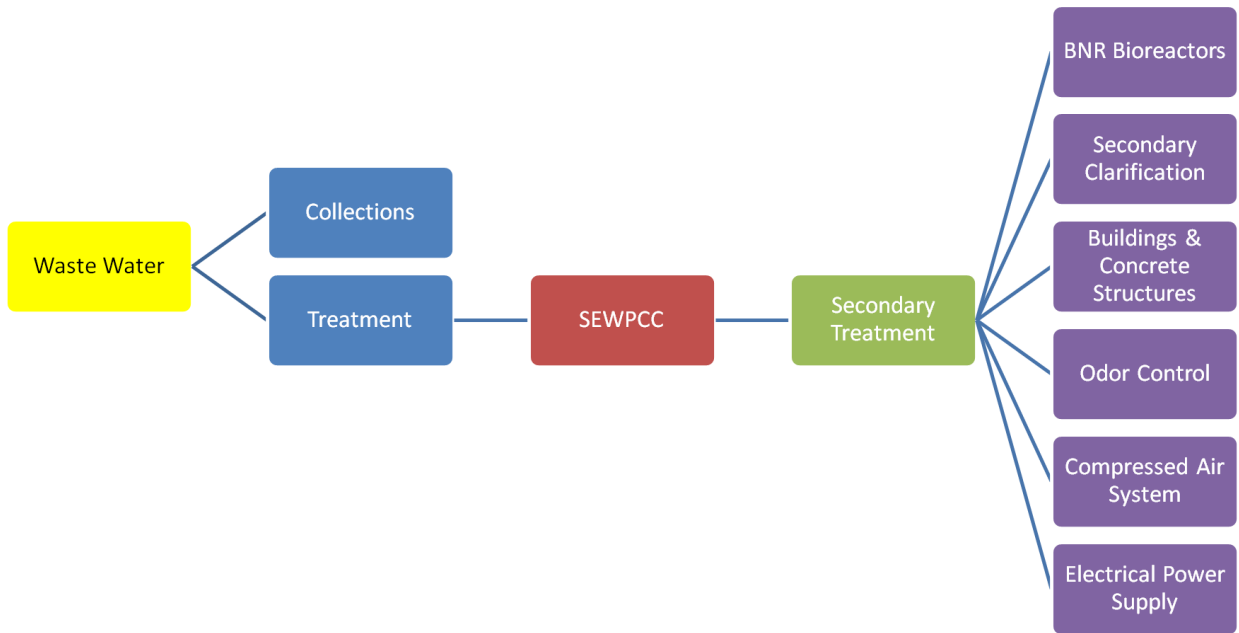 Waste Water
Collections
Treatment
SEWPCC
Secondary
Treatment
BNR Bioreactors
Secondary
Clarification
Buildings &
Concrete
Structures
Odor Control
Compressed Air
System
Electrical Power
Supply